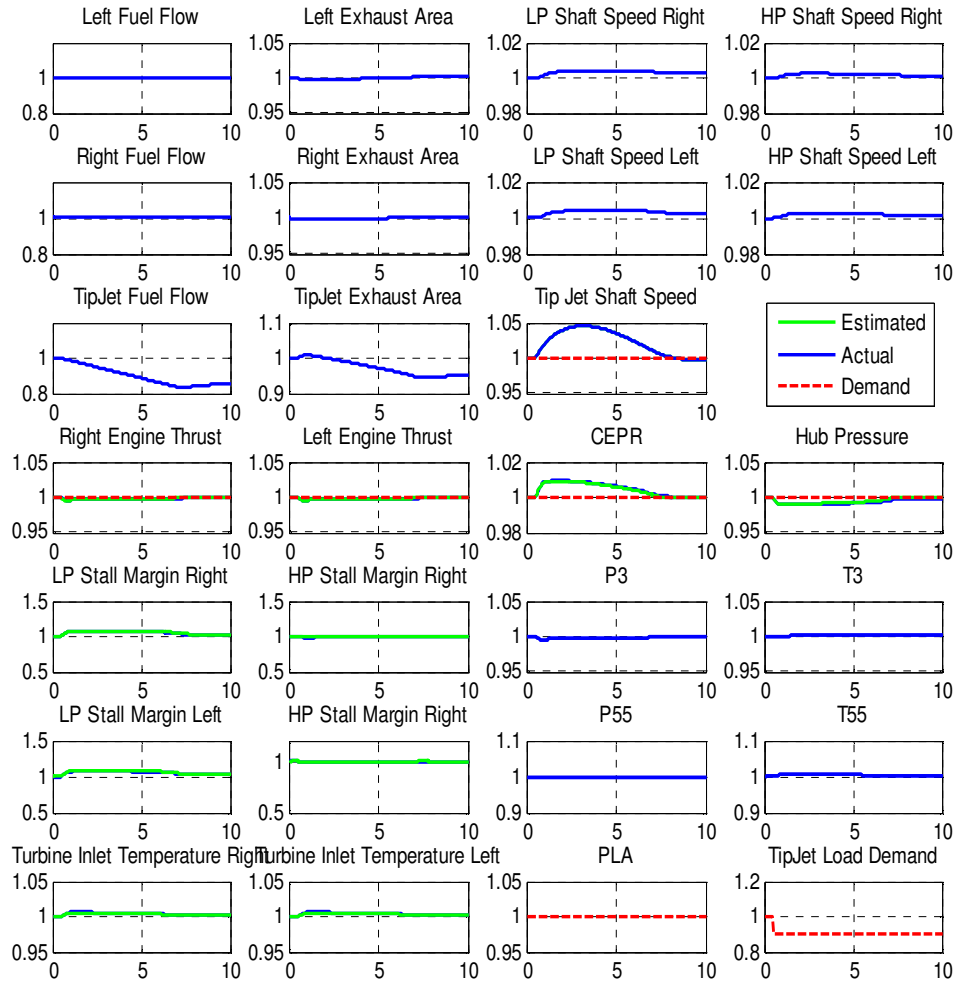 Left Fuel Flow Left Exhaust Area LP Shaft Speed Right HP Shaft Speed Right
1.05 1.02 1.02
1 1 1 1
0.8 0.95 0.98 0.98
0 5 10 0 5 10 0 5 10 0 5 10
Right Fuel Flow Right Exhaust Area LP Shaft Speed Left HP Shaft Speed Left
1.05 1.02 1.02
1 1 1 1
0.8 0.95 0.98 0.98
0 5 10 0 5 10 0 5 10 0 5 10
TipJet Fuel Flow TipJet Exhaust Area Tip Jet Shaft Speed
1.1 1.05
Estimated
1 1 1 Actual
Demand
0.8 0.9 0.95
0 5 10 0 5 10 0 5 10
Right Engine Thrust Left Engine Thrust CEPR Hub Pressure
1.05 1.05 1.02 1.05
1 1 1 1
0.95 0.95 0.98 0.95
0 5 10 0 5 10 0 5 10 0 5 10
LP Stall Margin Right HP Stall Margin Right P3 T3
1.5 1.5 1.05 1.05
1 1 1 1
0.5 0.5 0.95 0.95
0 5 10 0 5 10 0 5 10 0 5 10
LP Stall Margin Left HP Stall Margin Right P55 T55
1.5 1.1 1.1
1 1 1 1
0.5 0.5 0.9 0.9
0 5 10 0 5 10 0 5 10 0 5 10
Turbine Inlet Temperature Right Turbine Inlet Temperature Left PLA TipJet Load Demand
1.05 1.05 1.05 1.2
1 1 1 1
0.95 0.95 0.95 0.8
0 5 10 0 5 10 0 5 10 0 5 10